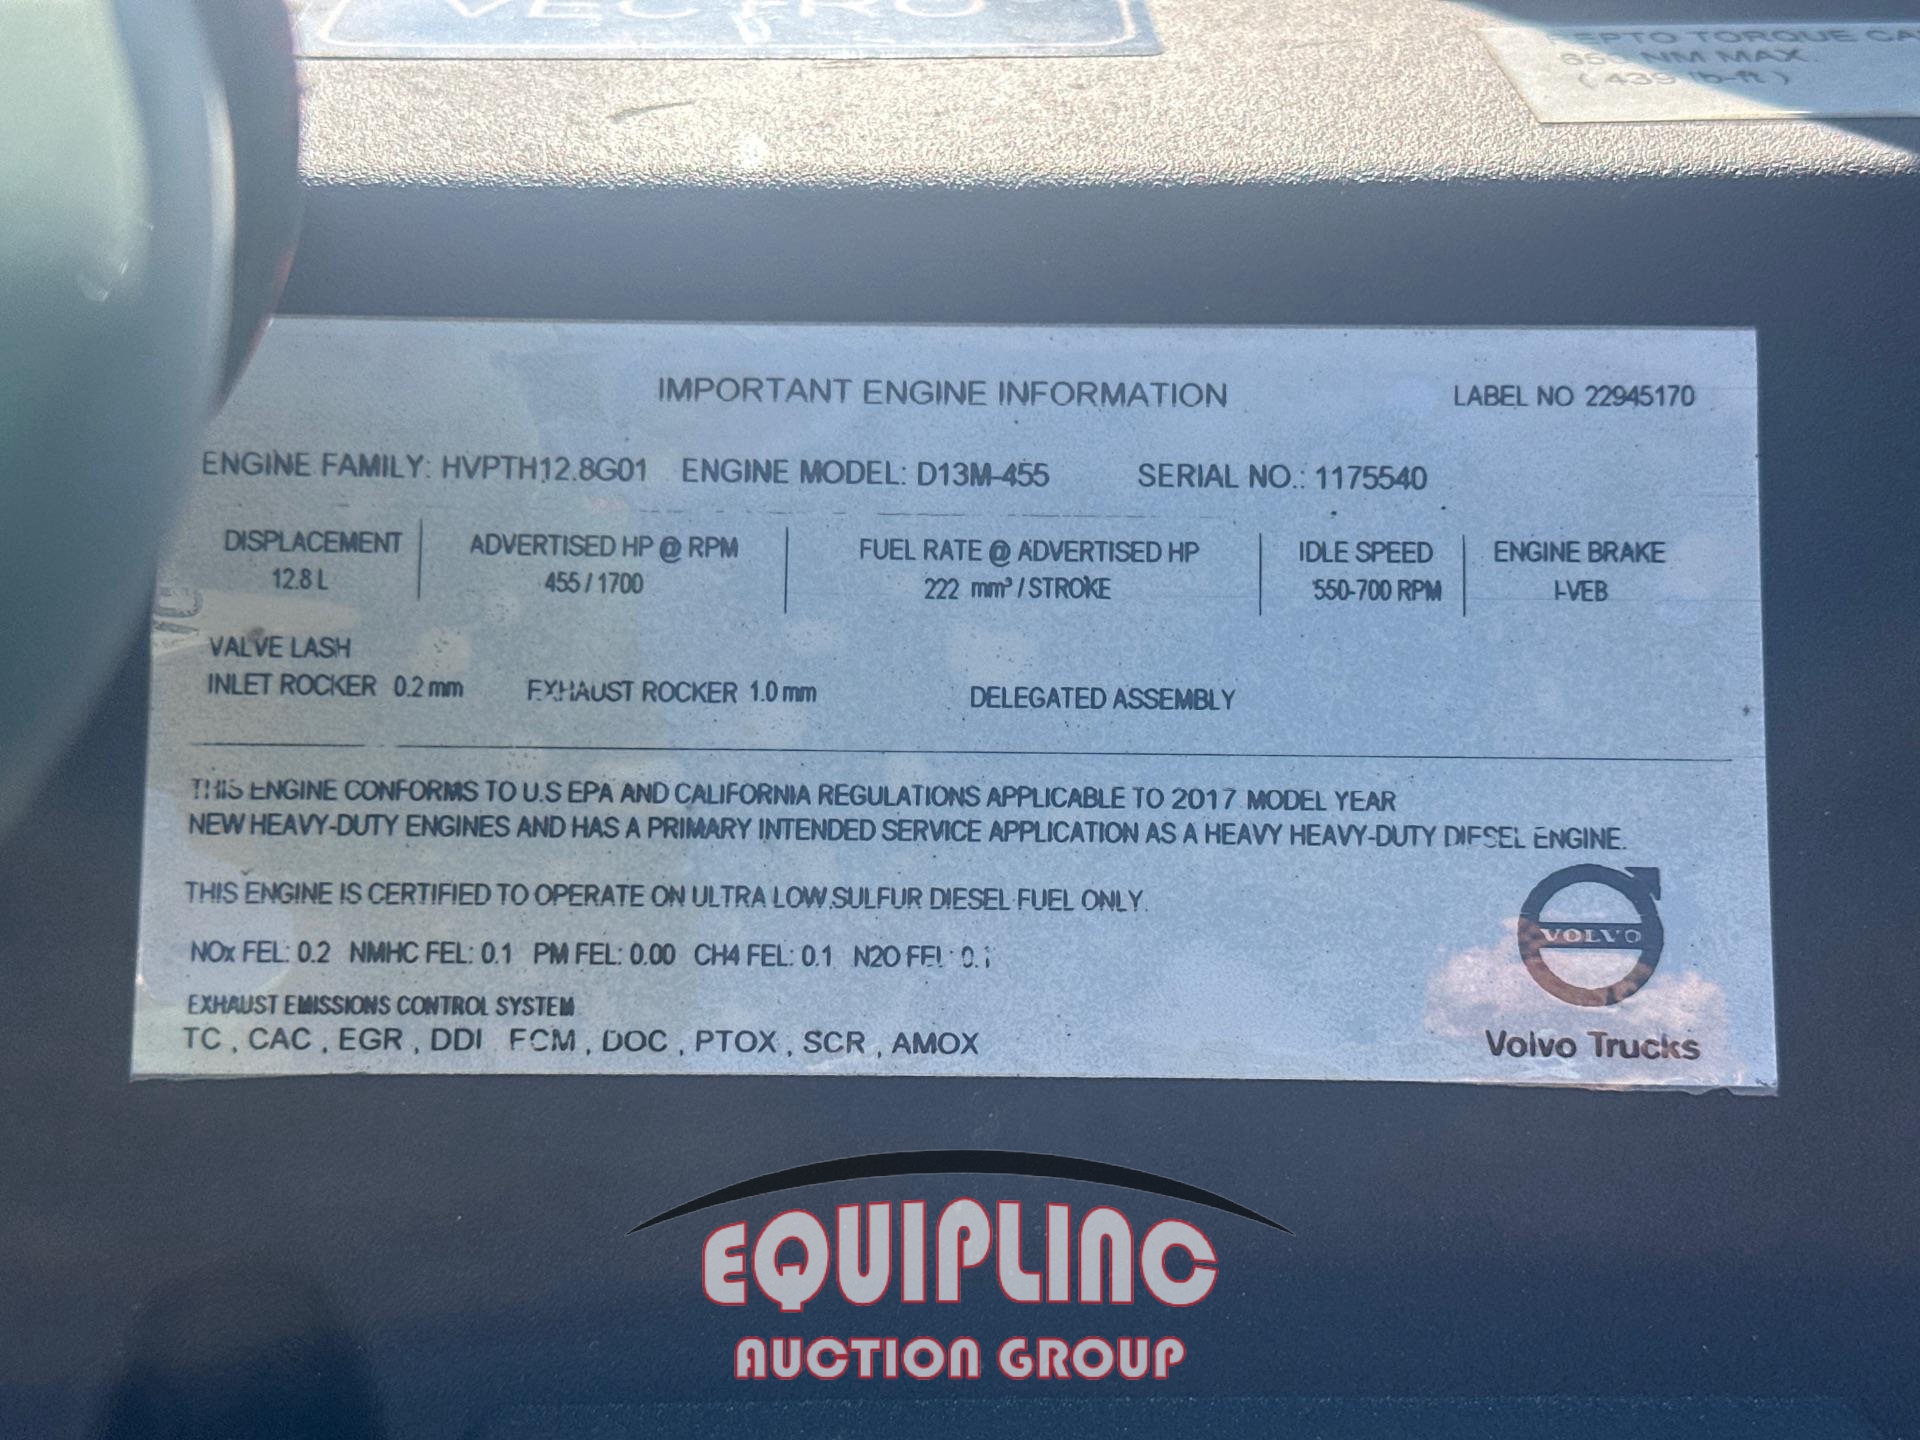 VECTRO
TORQUE
NM MAX.
IMPORTANT ENGINE INFORMATION LABEL NO 22945170
ENGINE FAMILY: HVPTH12.8G01 ENGINE MODEL: D13M-455 SERIAL NO.: 1175540
DISPLACEMENT ADVERTISED HP @ RPM FUEL RATE @ ADVERTISED HP IDLE SPEED ENGINE BRAKE
12.8 L 455 / 1700 222 mm³ / STROKE 550-700 RPM I-VEB
VALVE LASH
INLET ROCKER 0.2 mm EXHAUST ROCKER 1.0 mm DELEGATED ASSEMBLY
THIS ENGINE CONFORMS TO U.S EPA AND CALIFORNIA REGULATIONS APPLICABLE TO 2017 MODEL YEAR
NEW HEAVY-DUTY ENGINES AND HAS A PRIMARY INTENDED SERVICE APPLICATION AS A HEAVY HEAVY-DUTY DIESEL ENGINE.
THIS ENGINE IS CERTIFIED TO OPERATE ON ULTRA LOW SULFUR DIESEL FUEL ONLY.
NOx FEL: 0.2 NMHC FEL: 0.1 PM FEL: 0.00 CH4 FEL: 0.1 N2O FEL: 0.1
EXHAUST EMISSIONS CONTROL SYSTEM
TC , CAC , EGR , DDI ECM , DOC , PTOX , SCR , AMOX
VOLVO
Volvo Trucks
EQUIPLINC
AUCTION GROUP